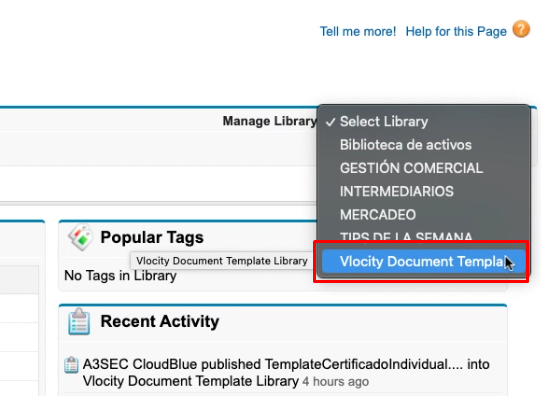 Tell me more! Help for this Page ?
Manage Library
✓ Select Library
Biblioteca de activos
GESTIÓN COMERCIAL
INTERMEDIARIOS
MERCADEO
TIPS DE LA SEMANA
Vlocity Document Templa
Popular Tags
Vlocity Document Template Library
No Tags in Library
Recent Activity
A3SEC CloudBlue published TemplateCertificadoIndividual.... into
Vlocity Document Template Library 4 hours ago